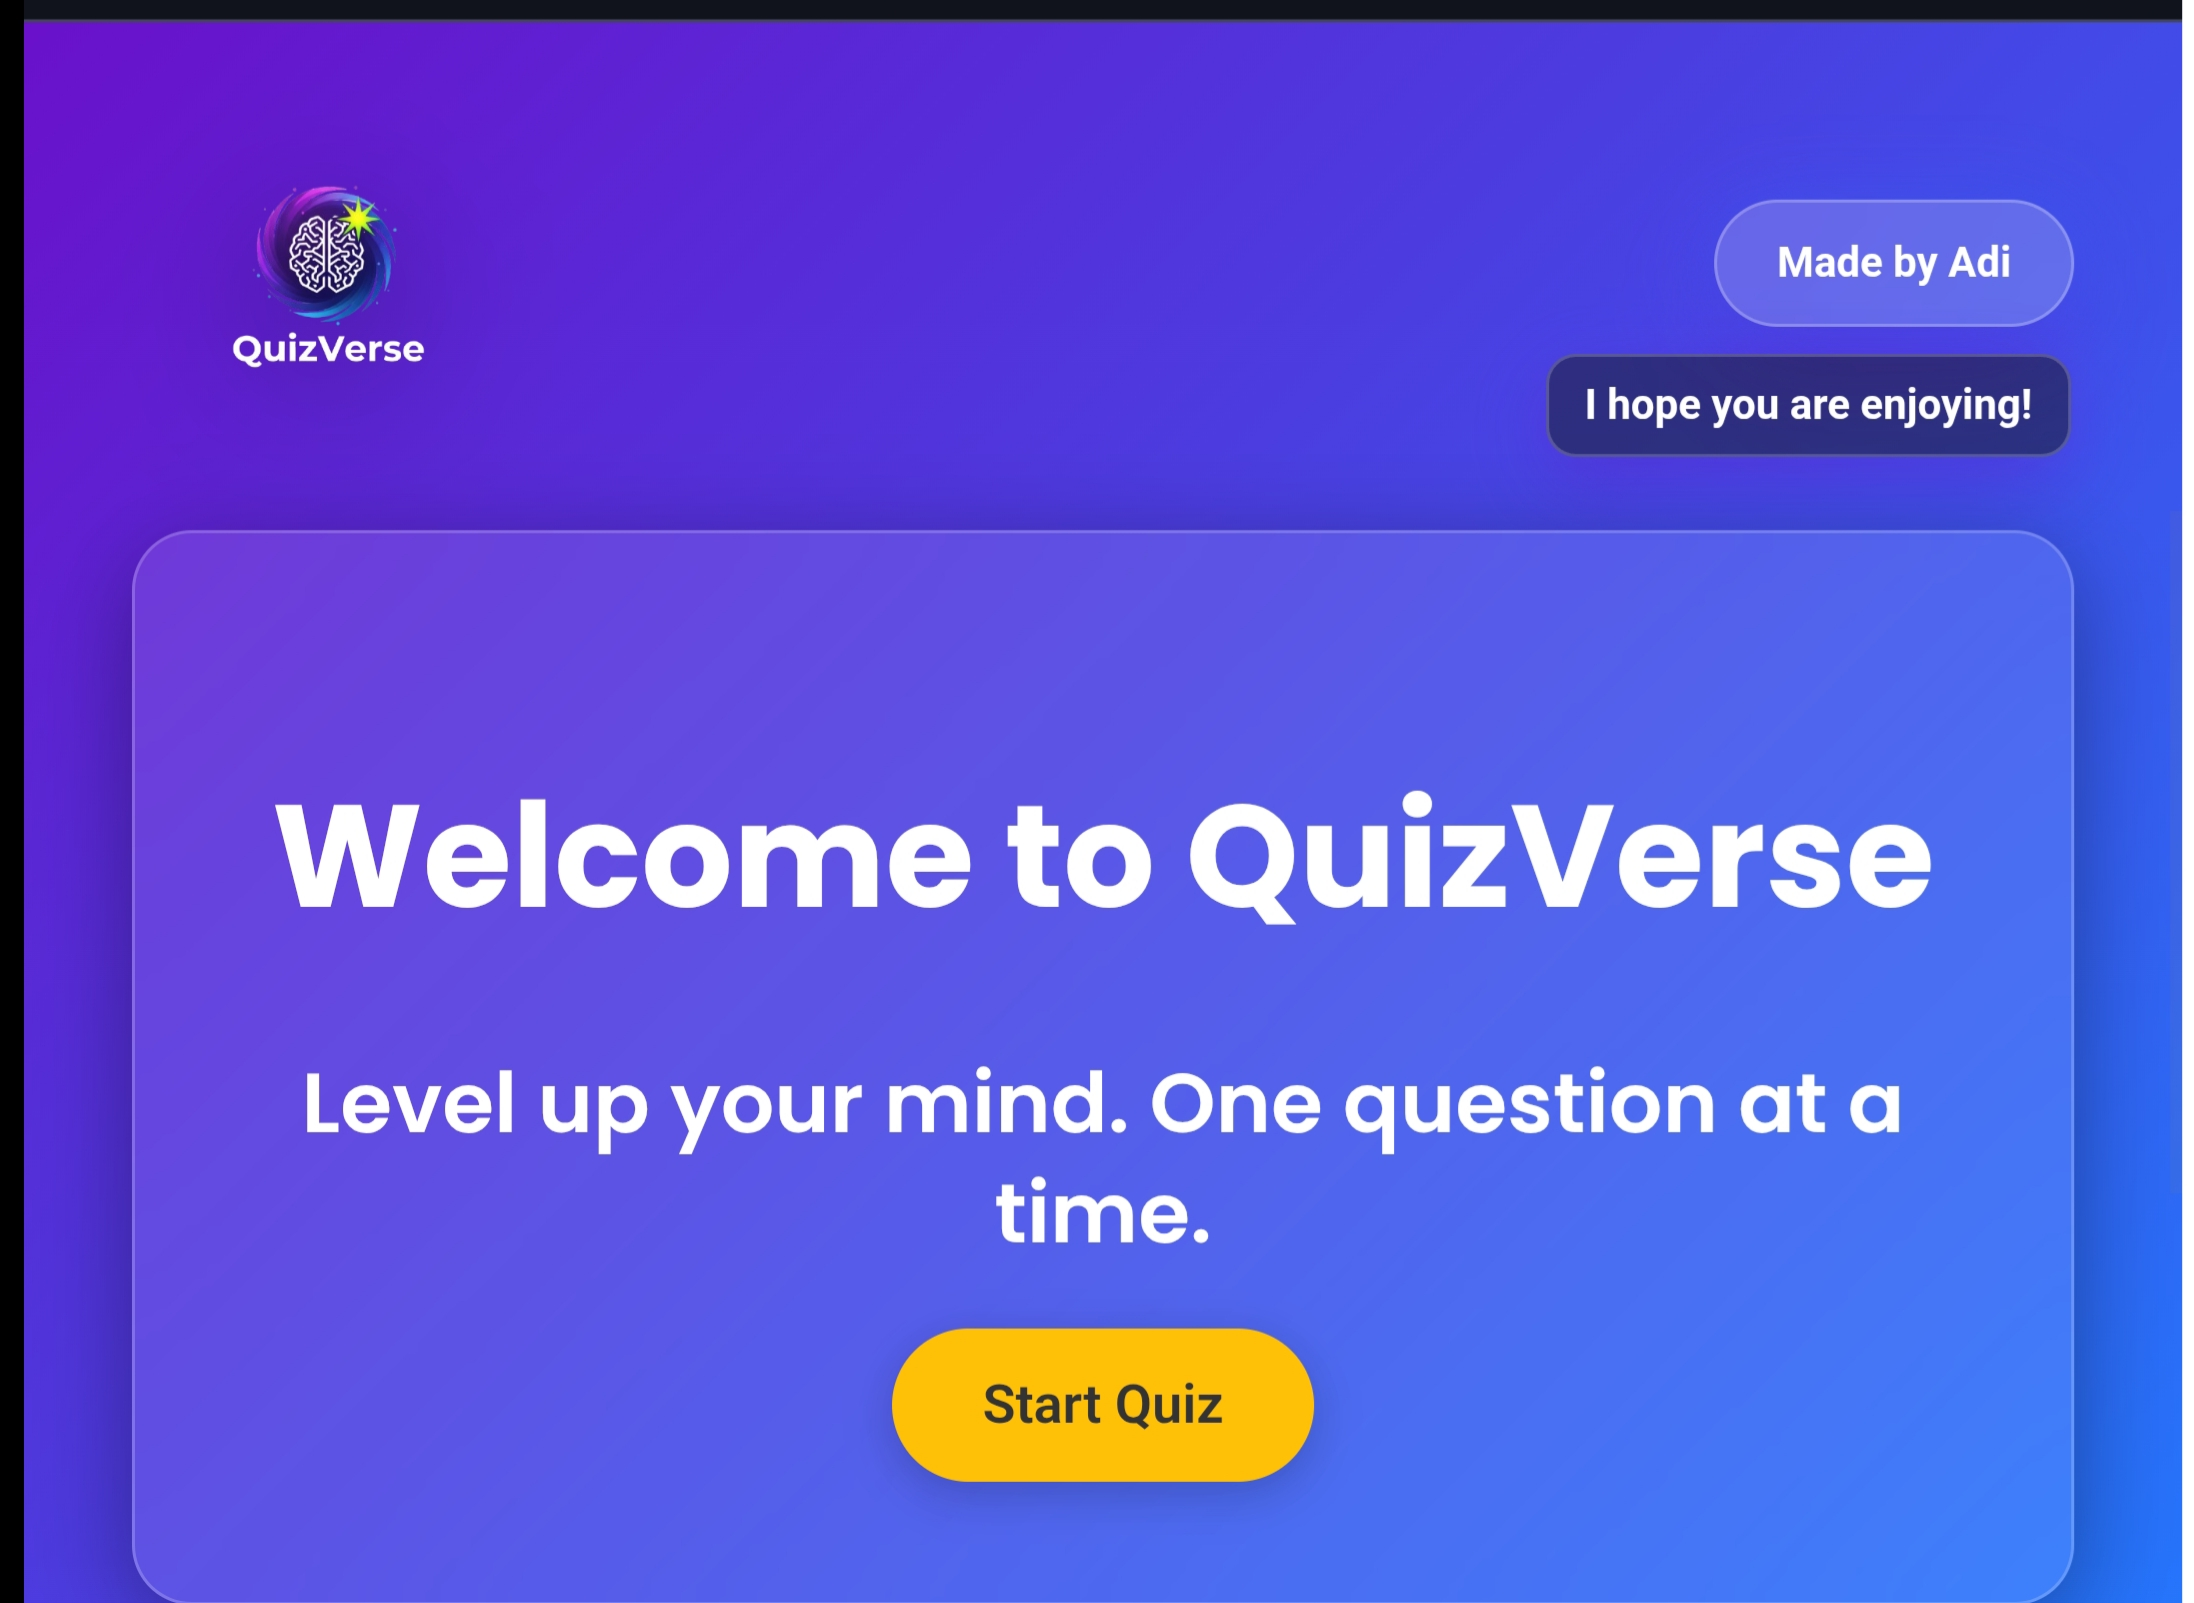 QuizVerse
Made by Adi
I hope you are enjoying!
Welcome to QuizVerse
Level up your mind. One question at a
time.
Start Quiz